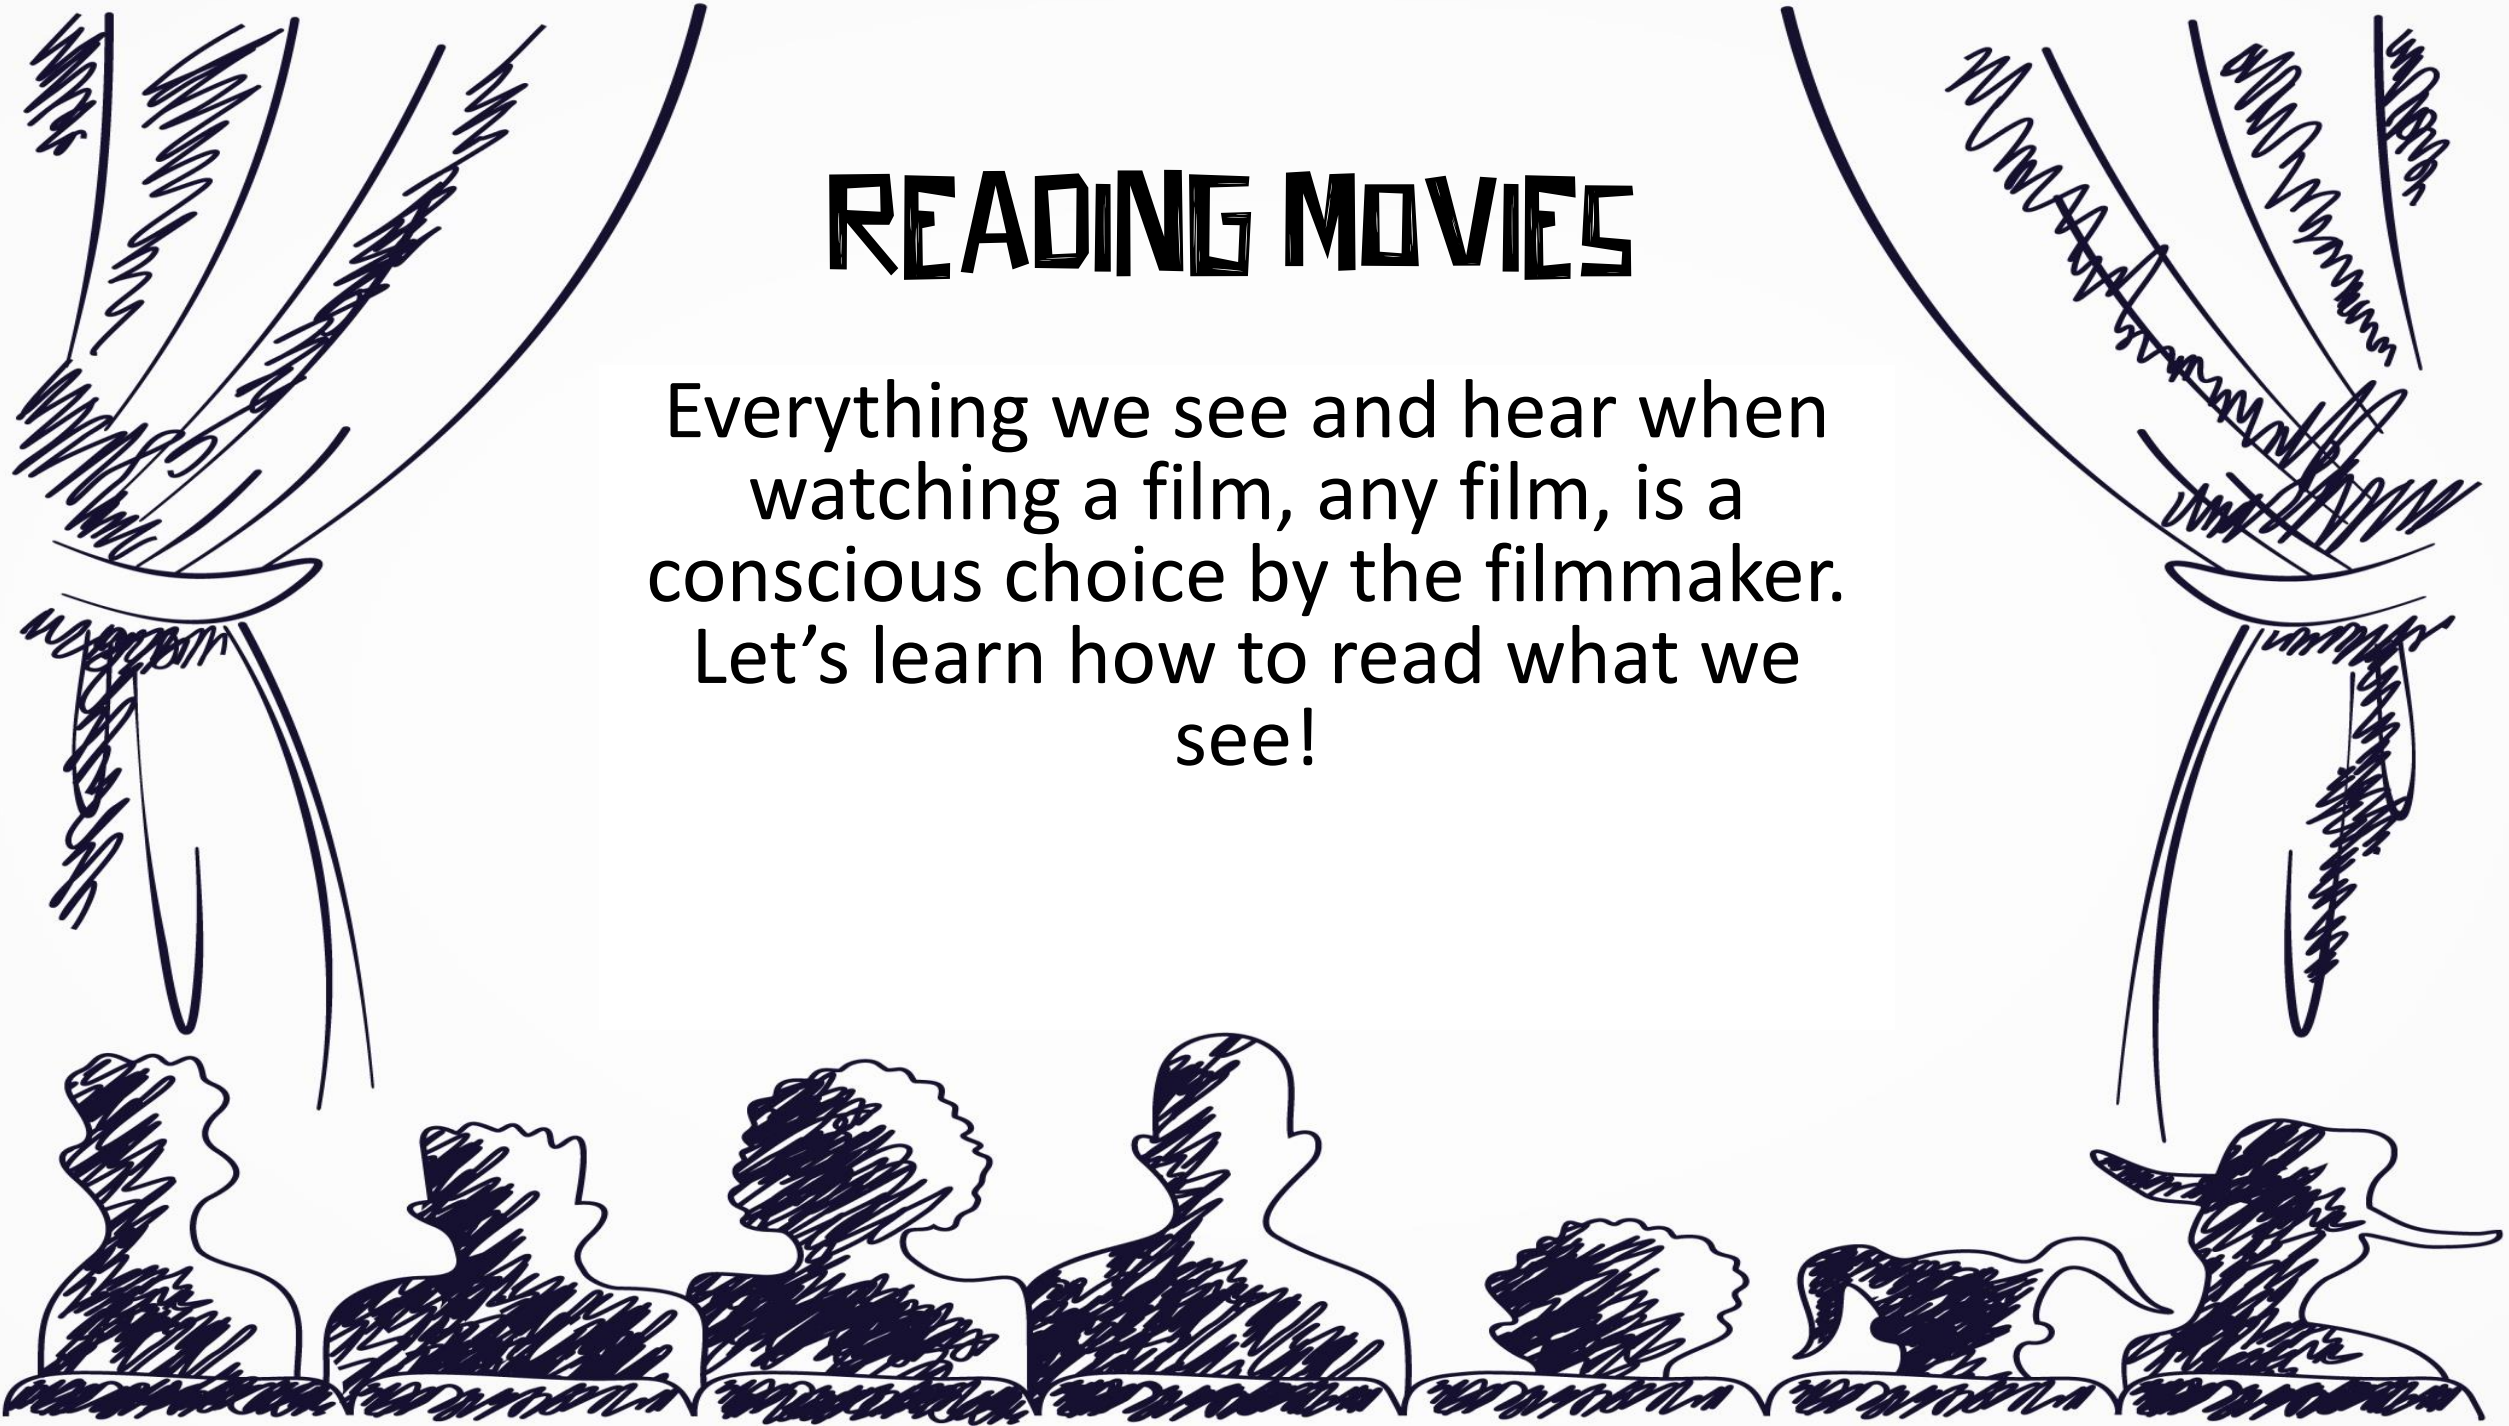 READING MOVIES
Everything we see and hear when
watching a film, any film, is a
conscious choice by the filmmaker.
Let’s learn how to read what we
see!